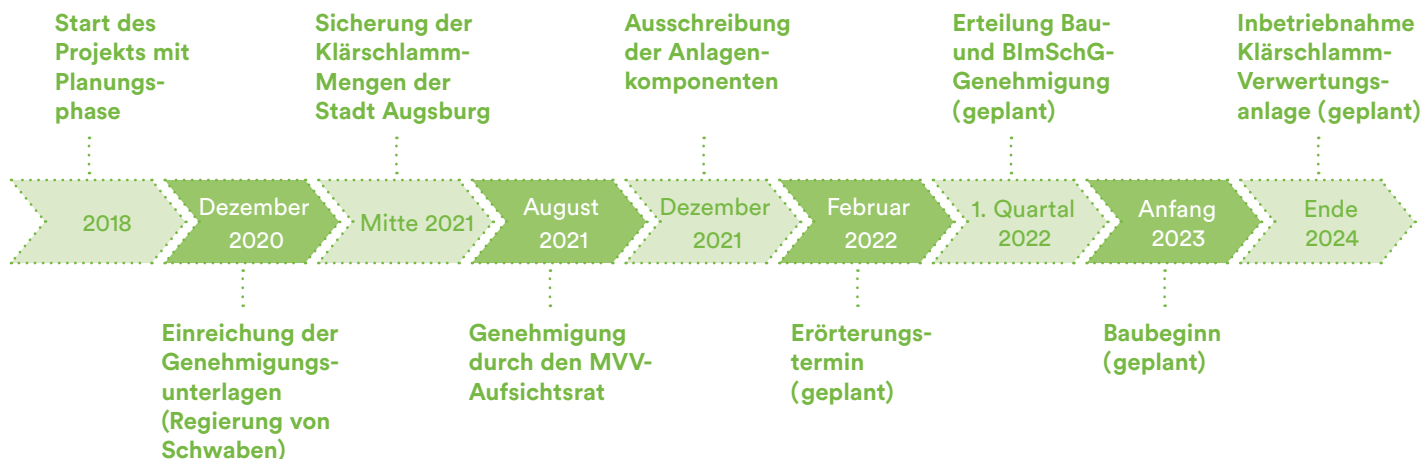 Start des
Projekts mit
Planungs-
phase
Sicherung der
Klärschlamm-
Mengen der
Stadt Augsburg
Ausschreibung
der Anlagen-
komponenten
Erteilung Bau-
und BImSchG-
Genehmigung
(geplant)
Inbetriebnahme
Klärschlamm-
Verwertungs-
anlage (geplant)
2018
Dezember
2020
Mitte 2021
August
2021
Dezember
2021
Februar
2022
1. Quartal
2022
Anfang
2023
Ende
2024
Einreichung der
Genehmigungs-
unterlagen
(Regierung von
Schwaben)
Genehmigung
durch den MVV-
Aufsichtsrat
Erörterungs-
termin
(geplant)
Baubeginn
(geplant)